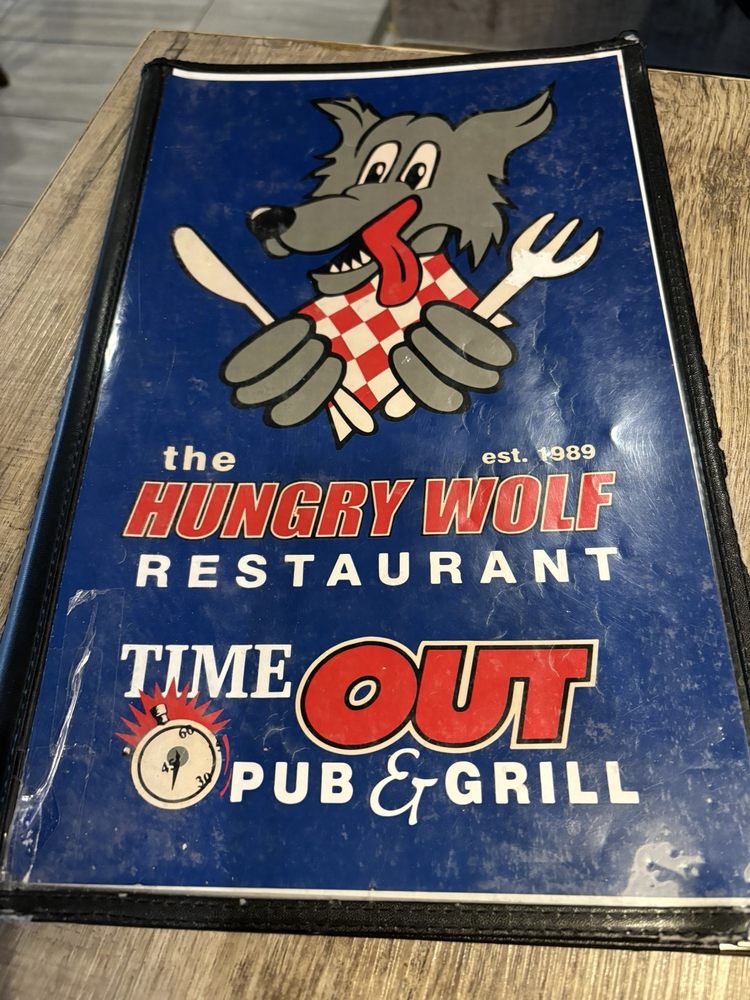 the
est. 1989
HUNGRY WOLF
RESTAURANT
TIME OUT
60
45
30
PUB & GRILL